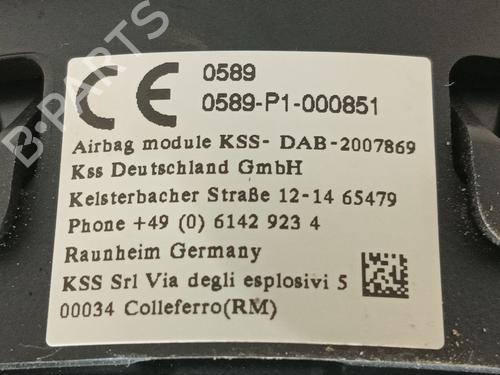 CE 0589
0589-P1-000851
Airbag module KSS- DAB-2007869
Kss Deutschland GmbH
Kelsterbacher Straße 12-14 65479
Phone +49 (0) 6142 923 4
Raunheim Germany
KSS Srl Via degli esplosivi 5
00034 Colleferro(RM)
B-PARTS